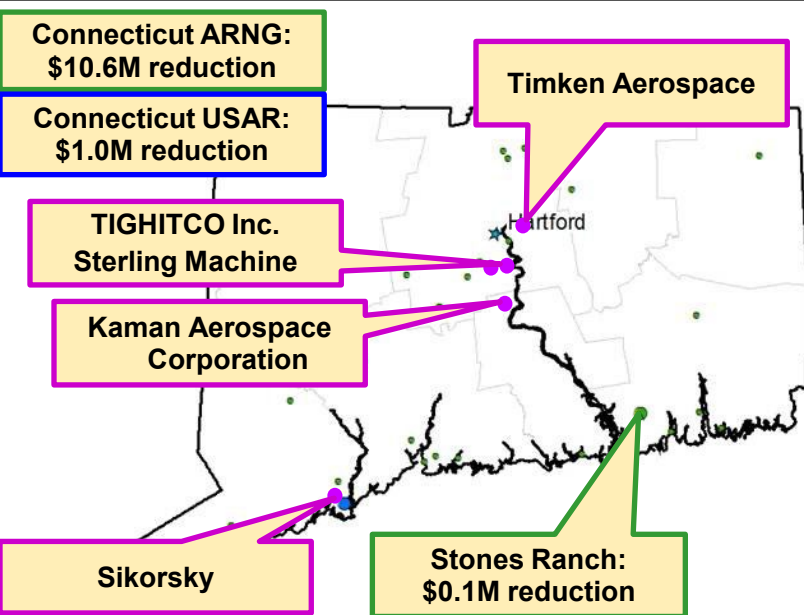 Connecticut ARNG:
$10.6M reduction
Connecticut USAR:
$1.0M reduction
Timken Aerospace
Hartford
TIGHITCO Inc.
Sterling Machine
Kaman Aerospace
Corporation
Sikorsky
Stones Ranch:
$0.1M reduction